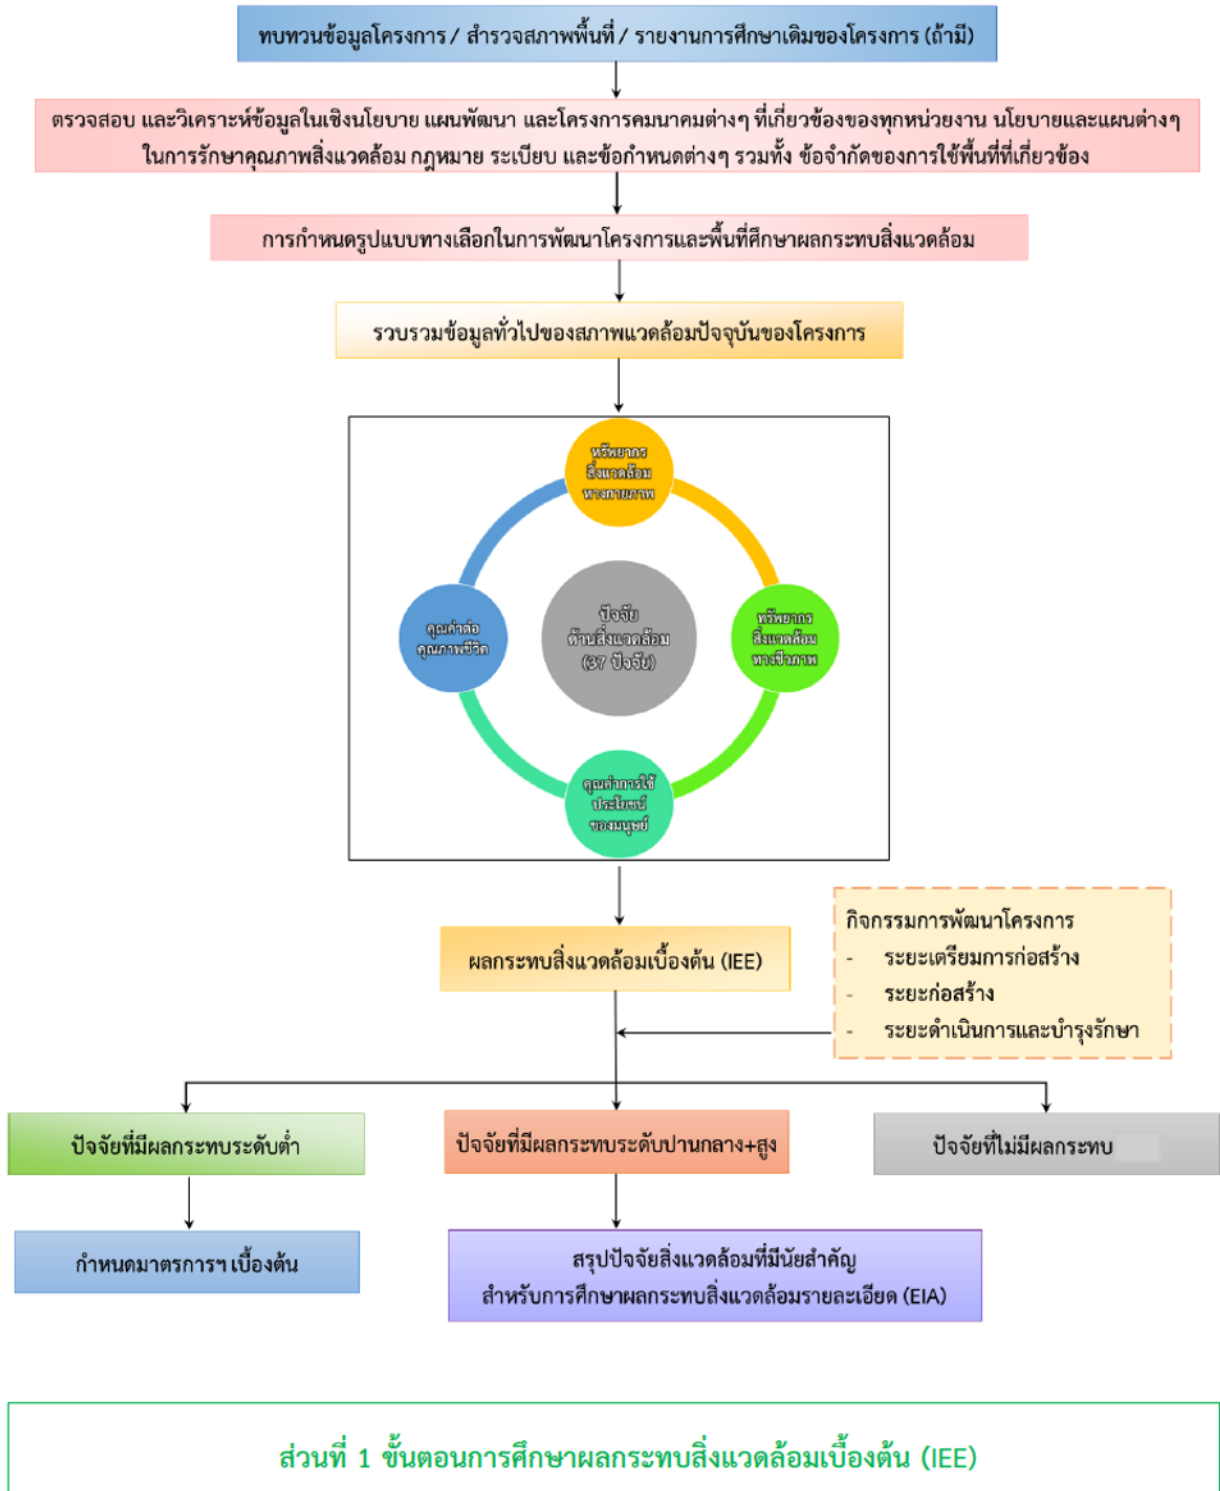 ทบทวนข้อมูลโครงการ / สำรวจสภาพพื้นที่ / รายงานการศึกษาเดิมของโครงการ (ถ้ามี)
ตรวจสอบ และวิเคราะห์ข้อมูลในเชิงนโยบาย แผนพัฒนา และโครงการคมนาคมต่างๆ ที่เกี่ยวข้องของทุกหน่วยงาน นโยบายและแผนต่างๆ
ในการรักษาคุณภาพสิ่งแวดล้อม กฎหมาย ระเบียบ และข้อกำหนดต่างๆ รวมทั้ง ข้อจำกัดของการใช้พื้นที่ที่เกี่ยวข้อง
การกำหนดรูปแบบทางเลือกในการพัฒนาโครงการและพื้นที่ศึกษาผลกระทบสิ่งแวดล้อม
รวบรวมข้อมูลทั่วไปของสภาพแวดล้อมปัจจุบันของโครงการ
ทรัพยากร
สิ่งแวดล้อม
ทางกายภาพ
คุณค่าต่อ
คุณภาพชีวิต
ปัจจัย
ด้านสิ่งแวดล้อม
(37 ปัจจัย)
ทรัพยากร
สิ่งแวดล้อม
ทางชีวภาพ
คุณค่าการใช้
ประโยชน์
ของมนุษย์
ผลกระทบสิ่งแวดล้อมเบื้องต้น (IEE)
กิจกรรมการพัฒนาโครงการ
- ระยะเตรียมการก่อสร้าง
- ระยะก่อสร้าง
- ระยะดำเนินการและบำรุงรักษา
ปัจจัยที่มีผลกระทบระดับต่ำ
ปัจจัยที่มีผลกระทบระดับปานกลาง+สูง
ปัจจัยที่ไม่มีผลกระทบ
กำหนดมาตรการฯ เบื้องต้น
สรุปปัจจัยสิ่งแวดล้อมที่มีนัยสำคัญ
สำหรับการศึกษาผลกระทบสิ่งแวดล้อมรายละเอียด (EIA)
ส่วนที่ 1 ขั้นตอนการศึกษาผลกระทบสิ่งแวดล้อมเบื้องต้น (IEE)